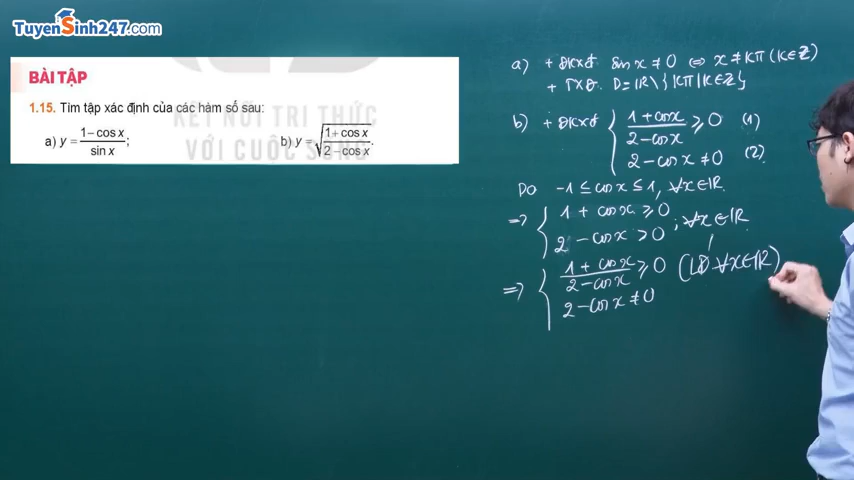 TuyenSinh247.com
BÀI TẬP
1.15. Tìm tập xác định của các hàm số sau:
a) y = (1 − cos x)/(sin x);
b) y = √((1 + cos x)/(2 − cos x)).
KẾT NỐI TRI THỨC
VỚI CUỘC SỐNG
a) + ĐKXĐ sin x ≠ 0 ⇔ x ≠ kπ (k ∈ Z)
+ TXĐ. D = ℝ \ { kπ | k ∈ Z }
b) + ĐKXĐ { (1 + cos x)/(2 − cos x) ≥ 0 (1)
2 − cos x ≠ 0 (2)
Do −1 ≤ cos x ≤ 1, ∀x ∈ ℝ.
⇒ { 1 + cos x ≥ 0
2 − cos x > 0 ; ∀x ∈ ℝ
⇒ { (1 + cos x)/(2 − cos x) ≥ 0 (LĐ ∀x ∈ ℝ)
2 − cos x ≠ 0